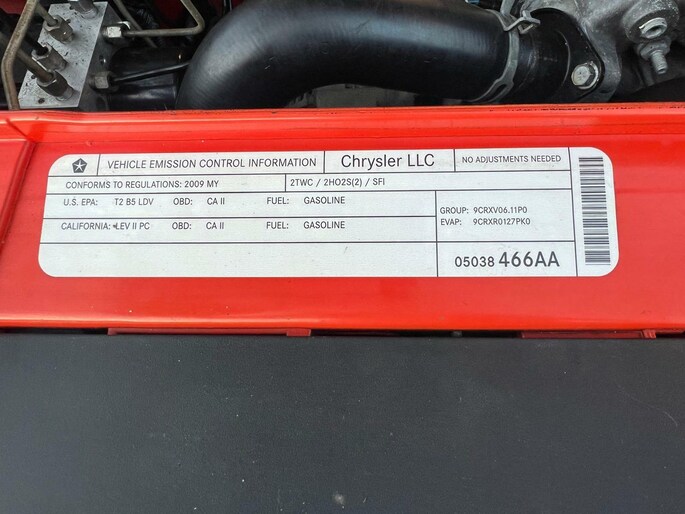 VEHICLE EMISSION CONTROL INFORMATION Chrysler LLC NO ADJUSTMENTS NEEDED
CONFORMS TO REGULATIONS: 2009 MY 2TWC / 2HO2S(2) / SFI
U.S. EPA: T2 B5 LDV OBD: CA II FUEL: GASOLINE
CALIFORNIA: LEV II PC OBD: CA II FUEL: GASOLINE
GROUP: 9CRXV06.11P0
EVAP: 9CRXR0127PK0
05038 466AA